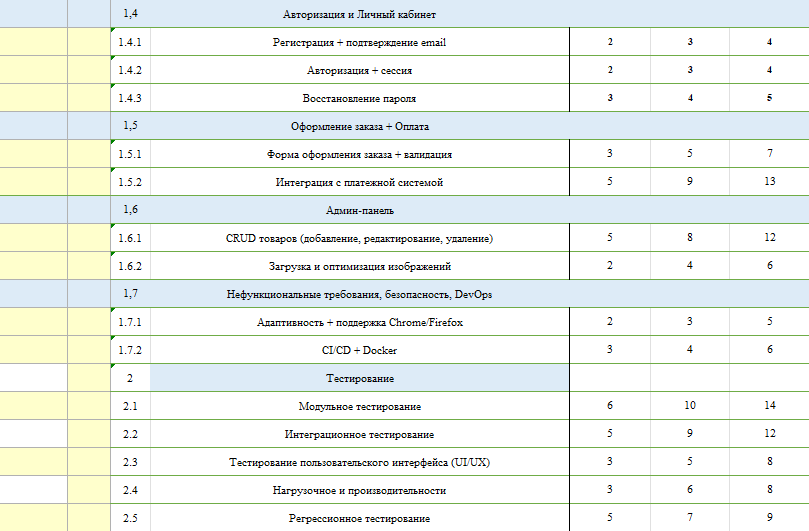 1,4 Авторизация и Личный кабинет
1.4.1 Регистрация + подтверждение email 2 3 4
1.4.2 Авторизация + сессия 2 3 4
1.4.3 Восстановление пароля 3 4 5
1,5 Оформление заказа + Оплата
1.5.1 Форма оформления заказа + валидация 3 5 7
1.5.2 Интеграция с платежной системой 5 9 13
1,6 Админ-панель
1.6.1 CRUD товаров (добавление, редактирование, удаление) 5 8 12
1.6.2 Загрузка и оптимизация изображений 2 4 6
1,7 Нефункциональные требования, безопасность, DevOps
1.7.1 Адаптивность + поддержка Chrome/Firefox 2 3 5
1.7.2 CI/CD + Docker 3 4 6
2 Тестирование
2.1 Модульное тестирование 6 10 14
2.2 Интеграционное тестирование 5 9 12
2.3 Тестирование пользовательского интерфейса (UI/UX) 3 5 8
2.4 Нагрузочное и производительности 3 6 8
2.5 Регрессионное тестирование 5 7 9